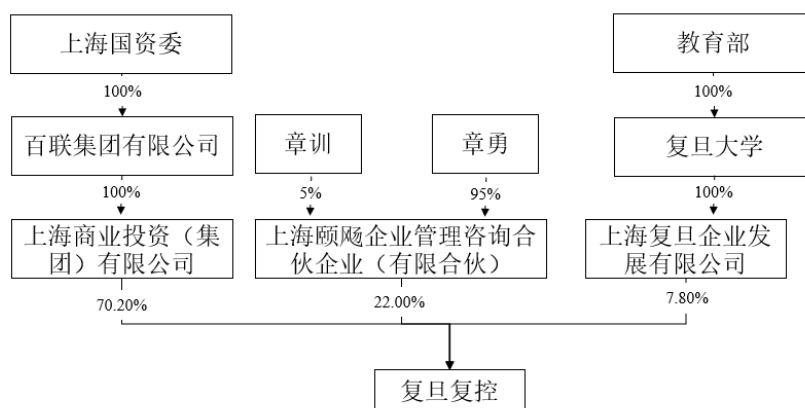 上海国资委
教育部
100%
100%
百联集团有限公司
章训
章勇
复旦大学
100%
5%
95%
100%
上海商业投资（集
团）有限公司
上海颐飏企业管理咨询合
伙企业（有限合伙）
上海复旦企业发
展有限公司
70.20%
22.00%
7.80%
复旦复控